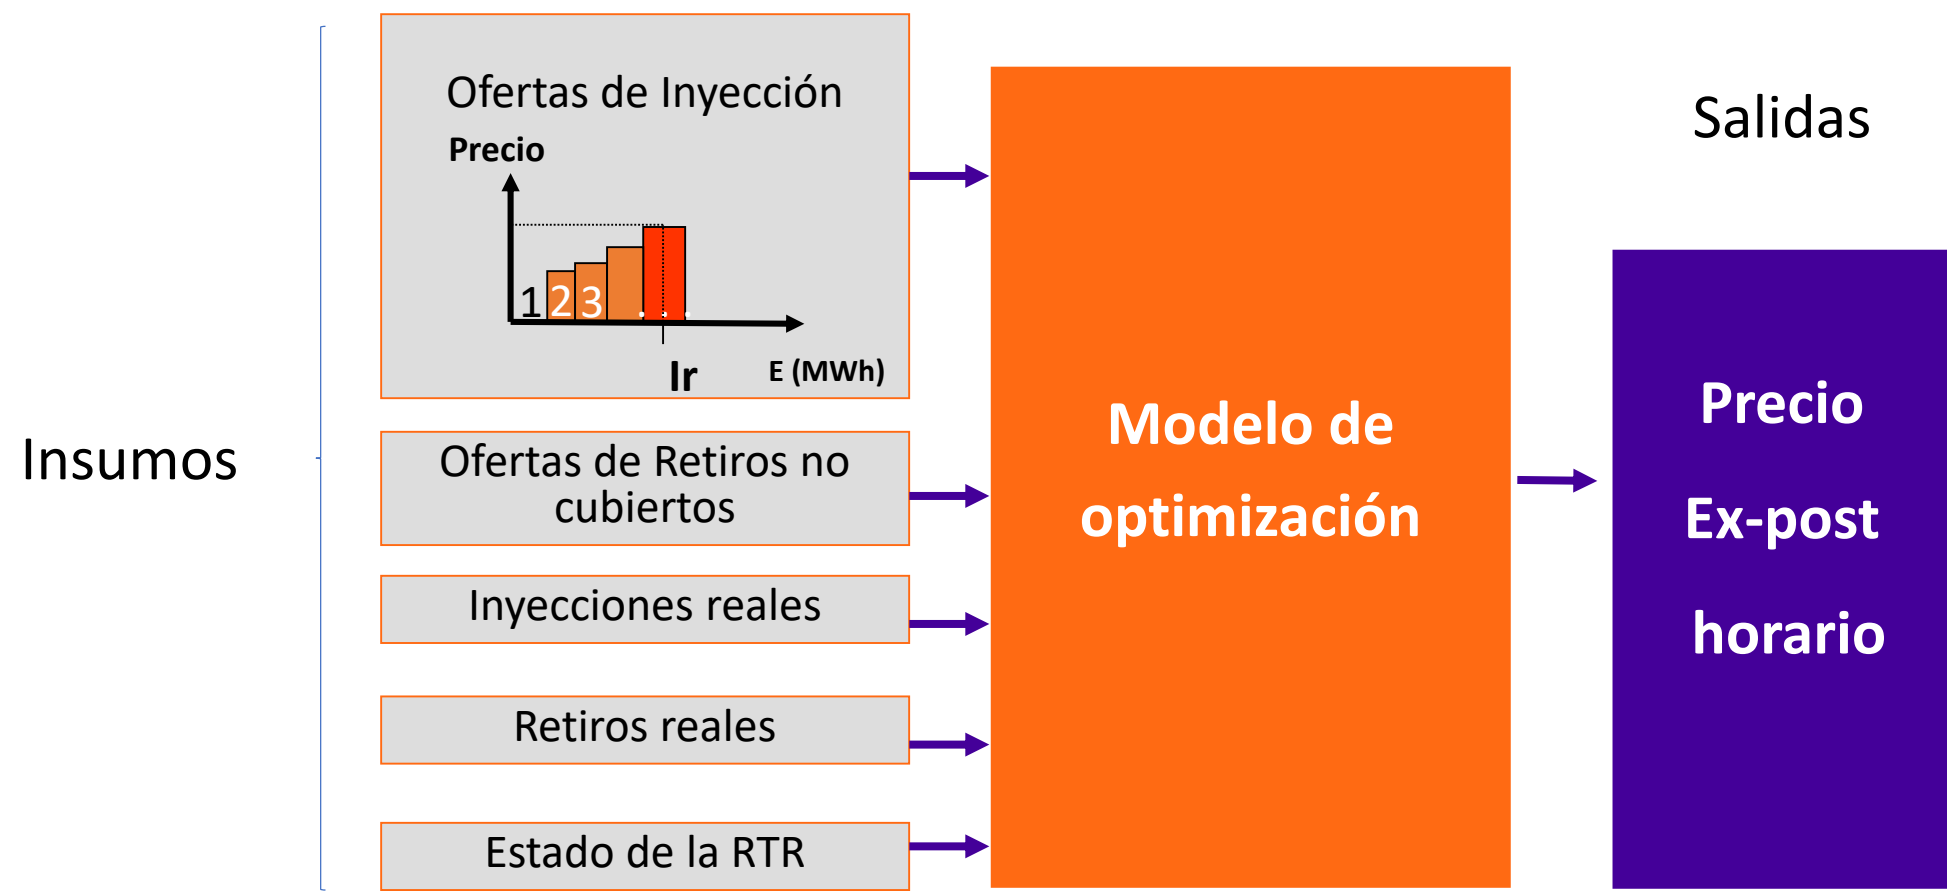 Insumos
Ofertas de Inyección
Precio
1 2 3 . . .
Ir
E (MWh)
Ofertas de Retiros no
cubiertos
Inyecciones reales
Retiros reales
Estado de la RTR
Modelo de
optimización
Salidas
Precio
Ex-post
horario